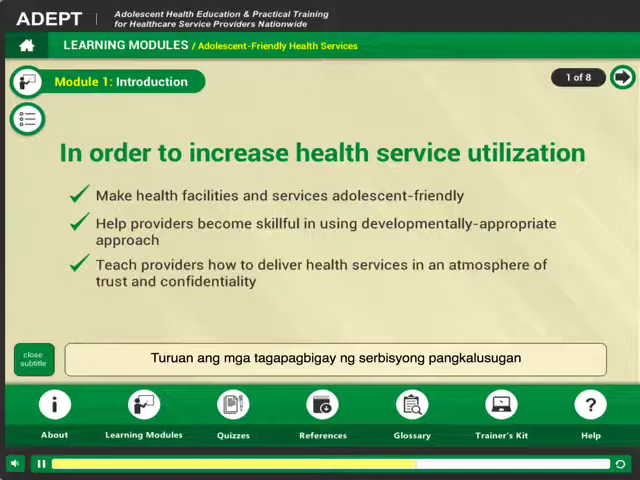 ADEPT
Adolescent Health Education & Practical Training
for Healthcare Service Providers Nationwide
LEARNING MODULES / Adolescent-Friendly Health Services
Module 1: Introduction
1 of 8
In order to increase health service utilization
Make health facilities and services adolescent-friendly
Help providers become skillful in using developmentally-appropriate
approach
Teach providers how to deliver health services in an atmosphere of
trust and confidentiality
close
subtitle
Turuan ang mga tagapagbigay ng serbisyong pangkalusugan
About
Learning Modules
Quizzes
References
Glossary
Trainer's Kit
Help